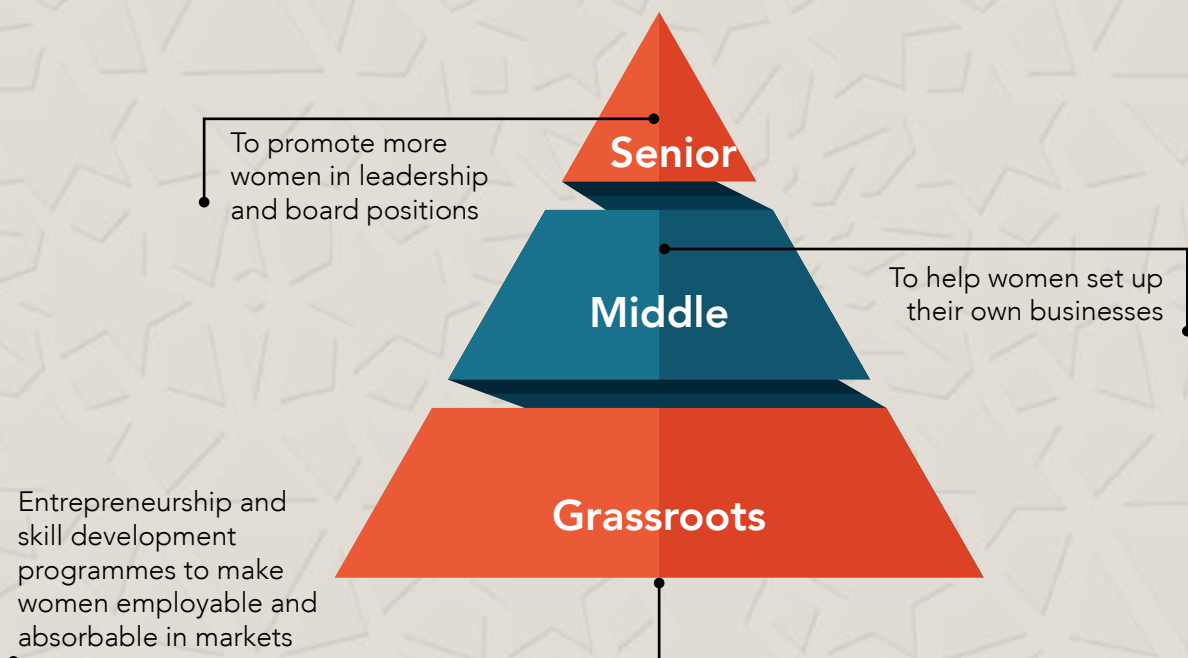 To promote more
women in leadership
and board positions
Senior
To help women set up
their own businesses
Middle
Grassroots
Entrepreneurship and
skill development
programmes to make
women employable and
absorbable in markets